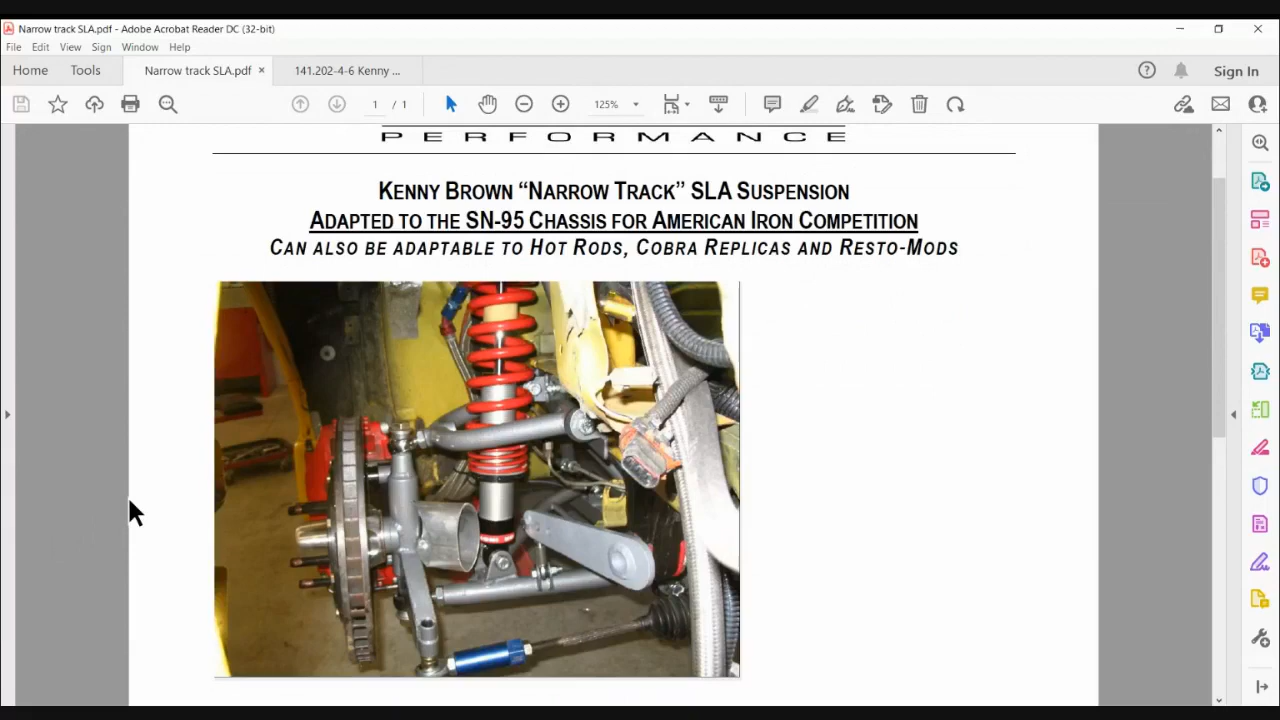 Narrow track SLA.pdf - Adobe Acrobat Reader DC (32-bit)
File Edit View Sign Window Help
Home Tools Narrow track SLA.pdf × 141.202-4-6 Kenny ... Sign In
1 / 1 125%
PERFORMANCE
KENNY BROWN “NARROW TRACK” SLA SUSPENSION
ADAPTED TO THE SN-95 CHASSIS FOR AMERICAN IRON COMPETITION
CAN ALSO BE ADAPTABLE TO HOT RODS, COBRA REPLICAS AND RESTO-MODS